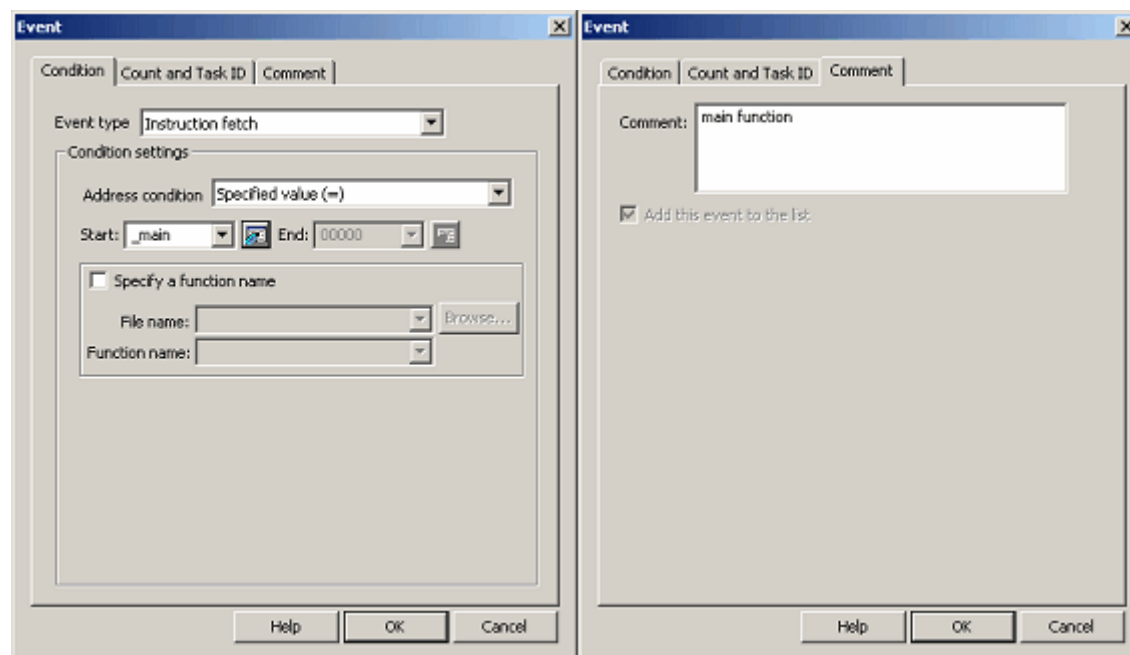 Event
Condition Count and Task ID Comment
Event type Instruction fetch
Condition settings
Address condition Specified value (=)
Start: _main End: 00000
Specify a function name
File name: Browse...
Function name:
Help OK Cancel
Event
Condition Count and Task ID Comment
Comment: main function
Add this event to the list
Help OK Cancel